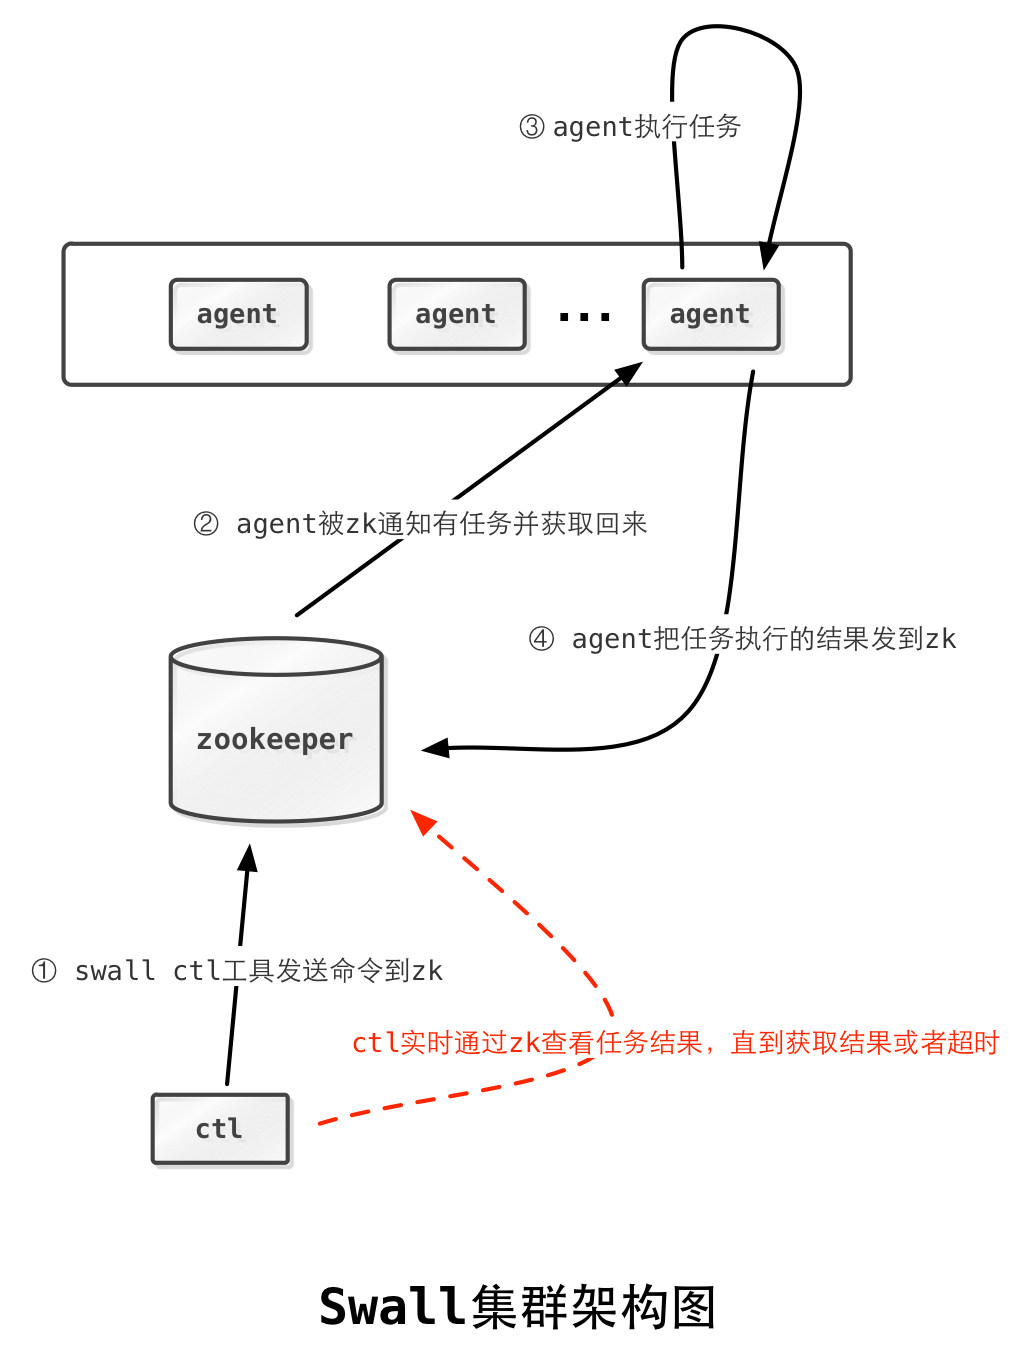 ③ agent执行任务
agent
agent
...
agent
② agent被zk通知有任务并获取回来
④ agent把任务执行的结果发到zk
zookeeper
① swall ctl工具发送命令到zk
ctl实时通过zk查看任务结果，直到获取结果或者超时
ctl
Swall集群架构图